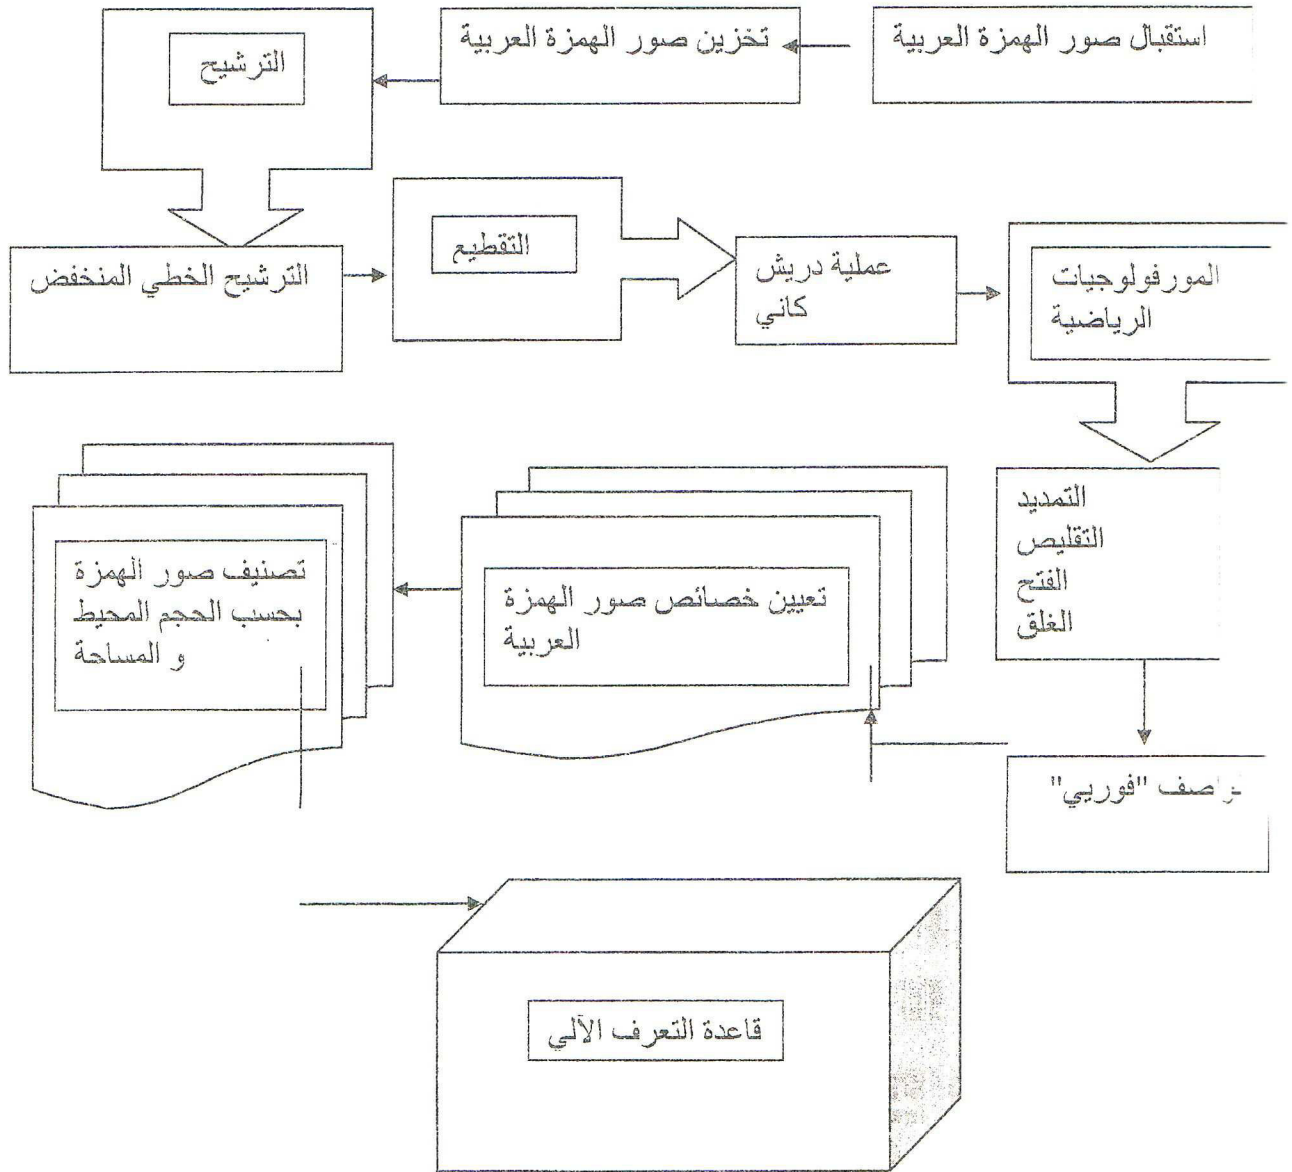 استقبال صور الهمزة العربية
تخزين صور الهمزة العربية
الترشيح
الترشيح الخطي المنخفض
التقطيع
عملية دريش
كاني
المورفولوجيات
الرياضية
التمديد
التقليص
الفتح
الغلق
"فوريي"
تعيين خصائص صور الهمزة
العربية
تصنيف صور الهمزة
بحسب الحجم المحيط
و المساحة
قاعدة التعرف الآلي